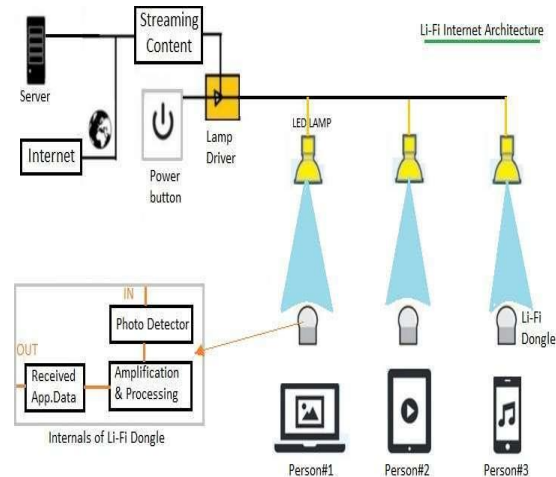 Streaming
Content
Li-Fi Internet Architecture
Server
Internet
Power
button
Lamp
Driver
LED LAMP
Li-Fi
Dongle
IN
Photo Detector
OUT
Received
App.Data
Amplification
& Processing
Internals of Li-Fi Dongle
Person#1
Person#2
Person#3